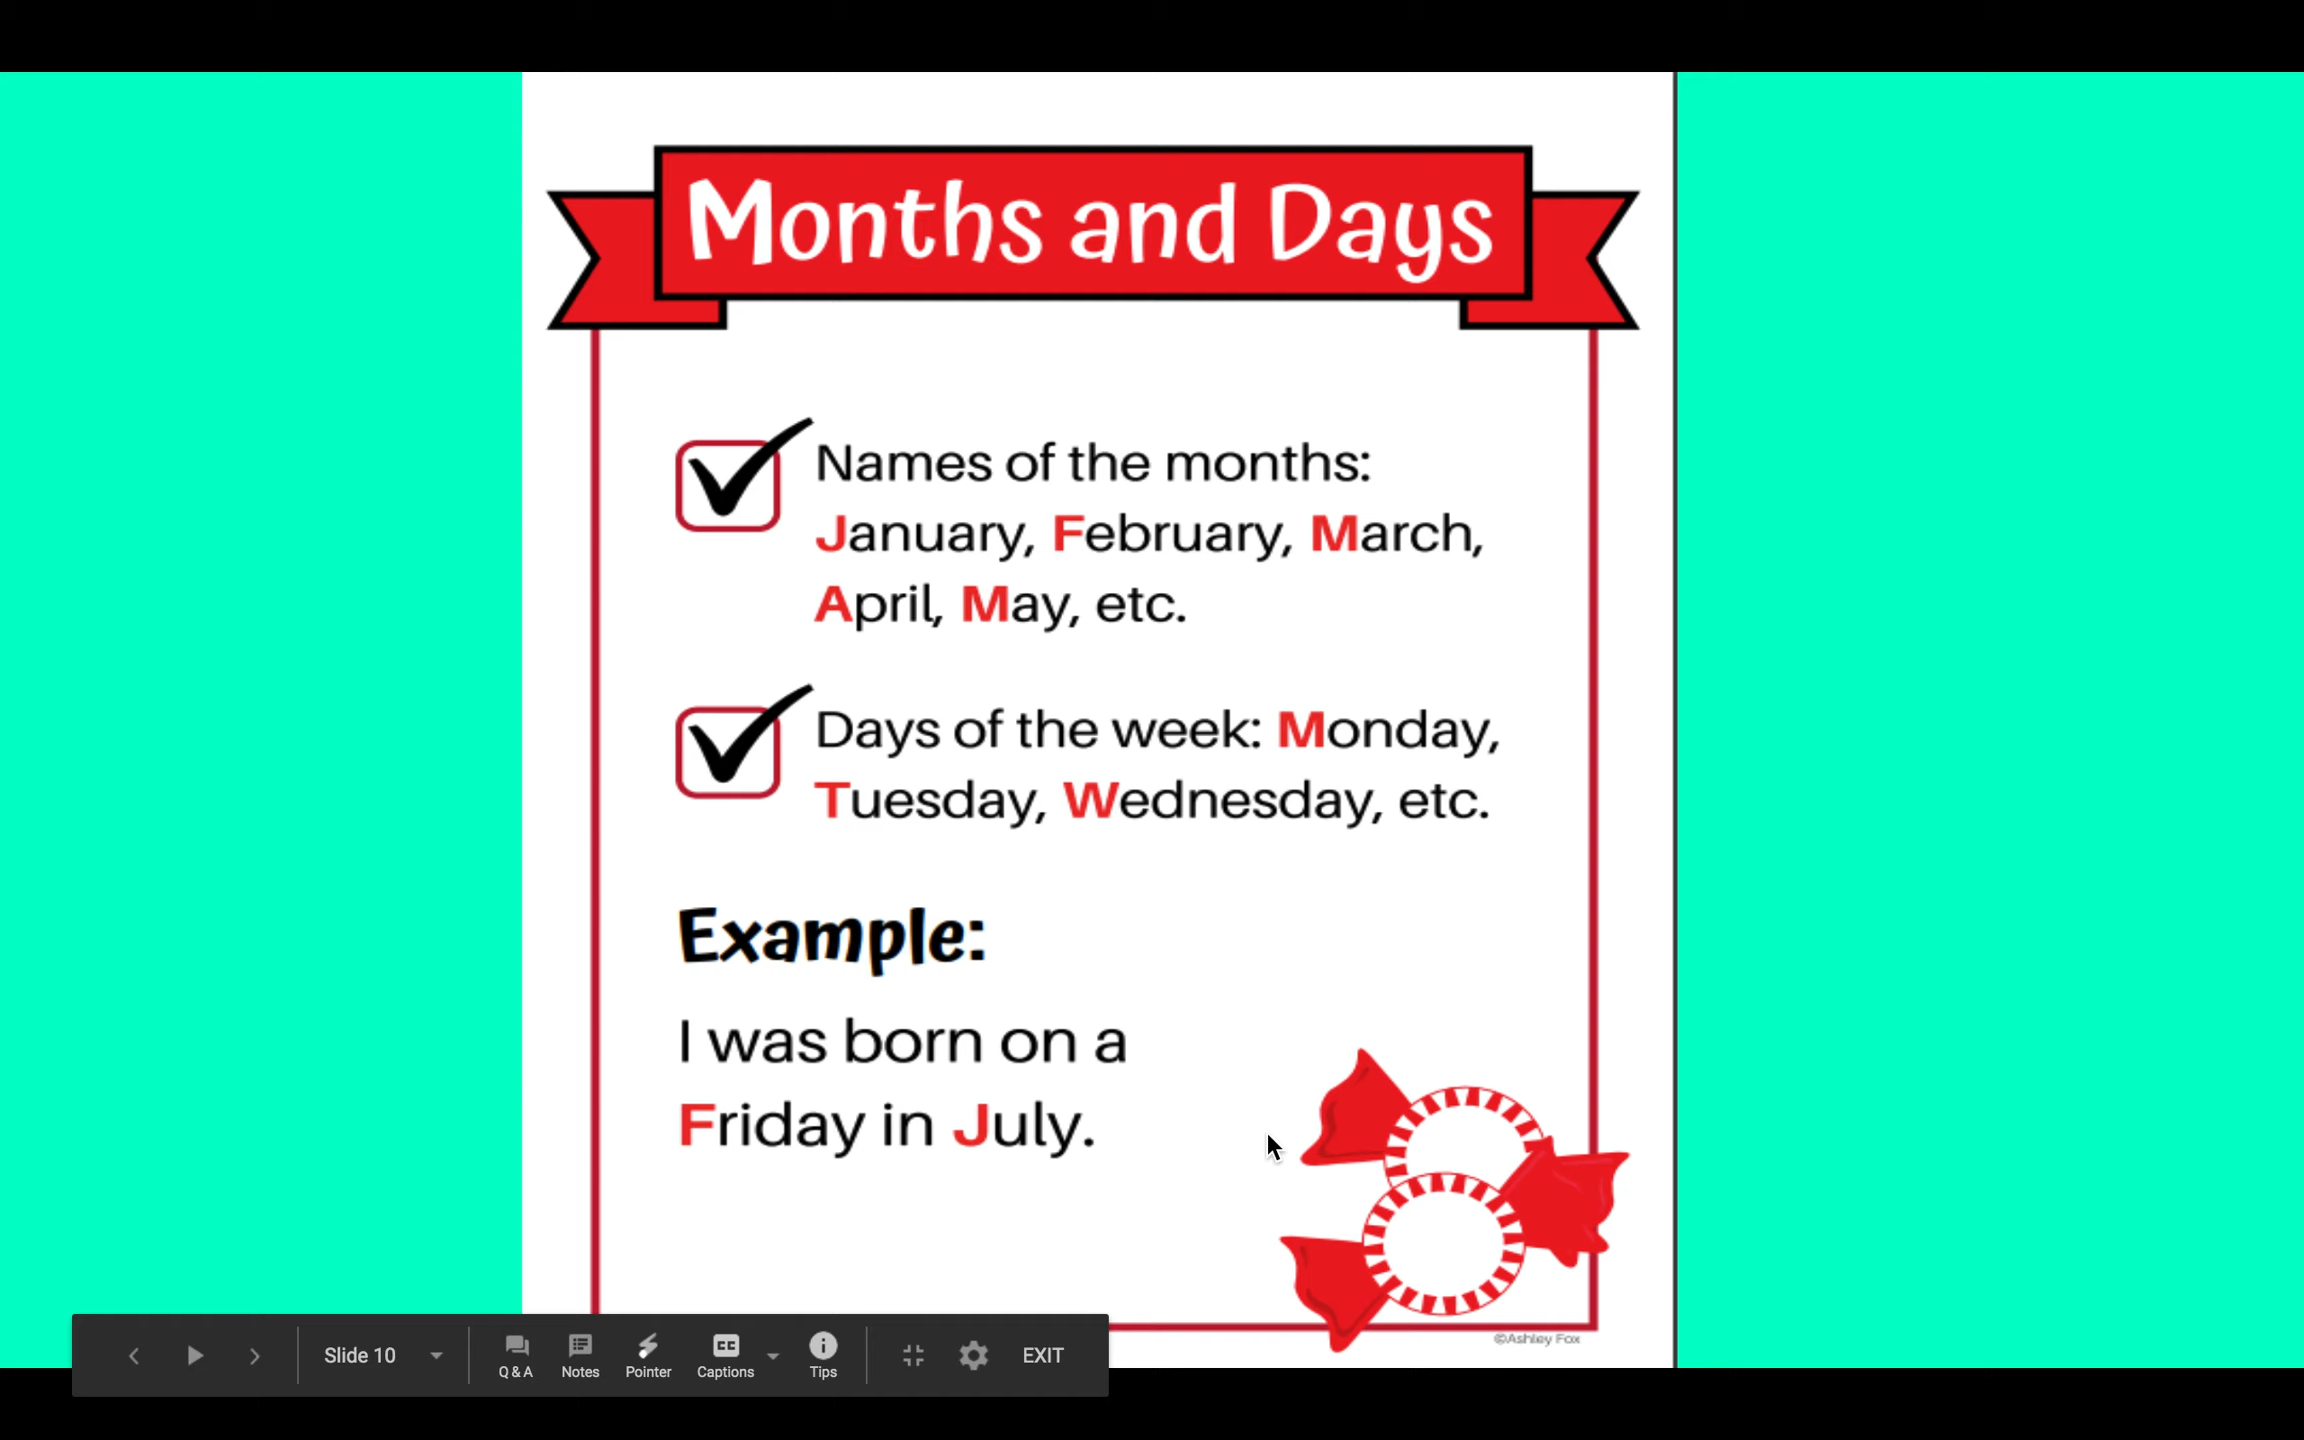 Months and Days
Names of the months:
January, February, March,
April, May, etc.
Days of the week: Monday,
Tuesday, Wednesday, etc.
Example:
I was born on a
Friday in July.
©Ashley Fox
Slide 10
Q & A
Notes
Pointer
CC
Captions
Tips
EXIT